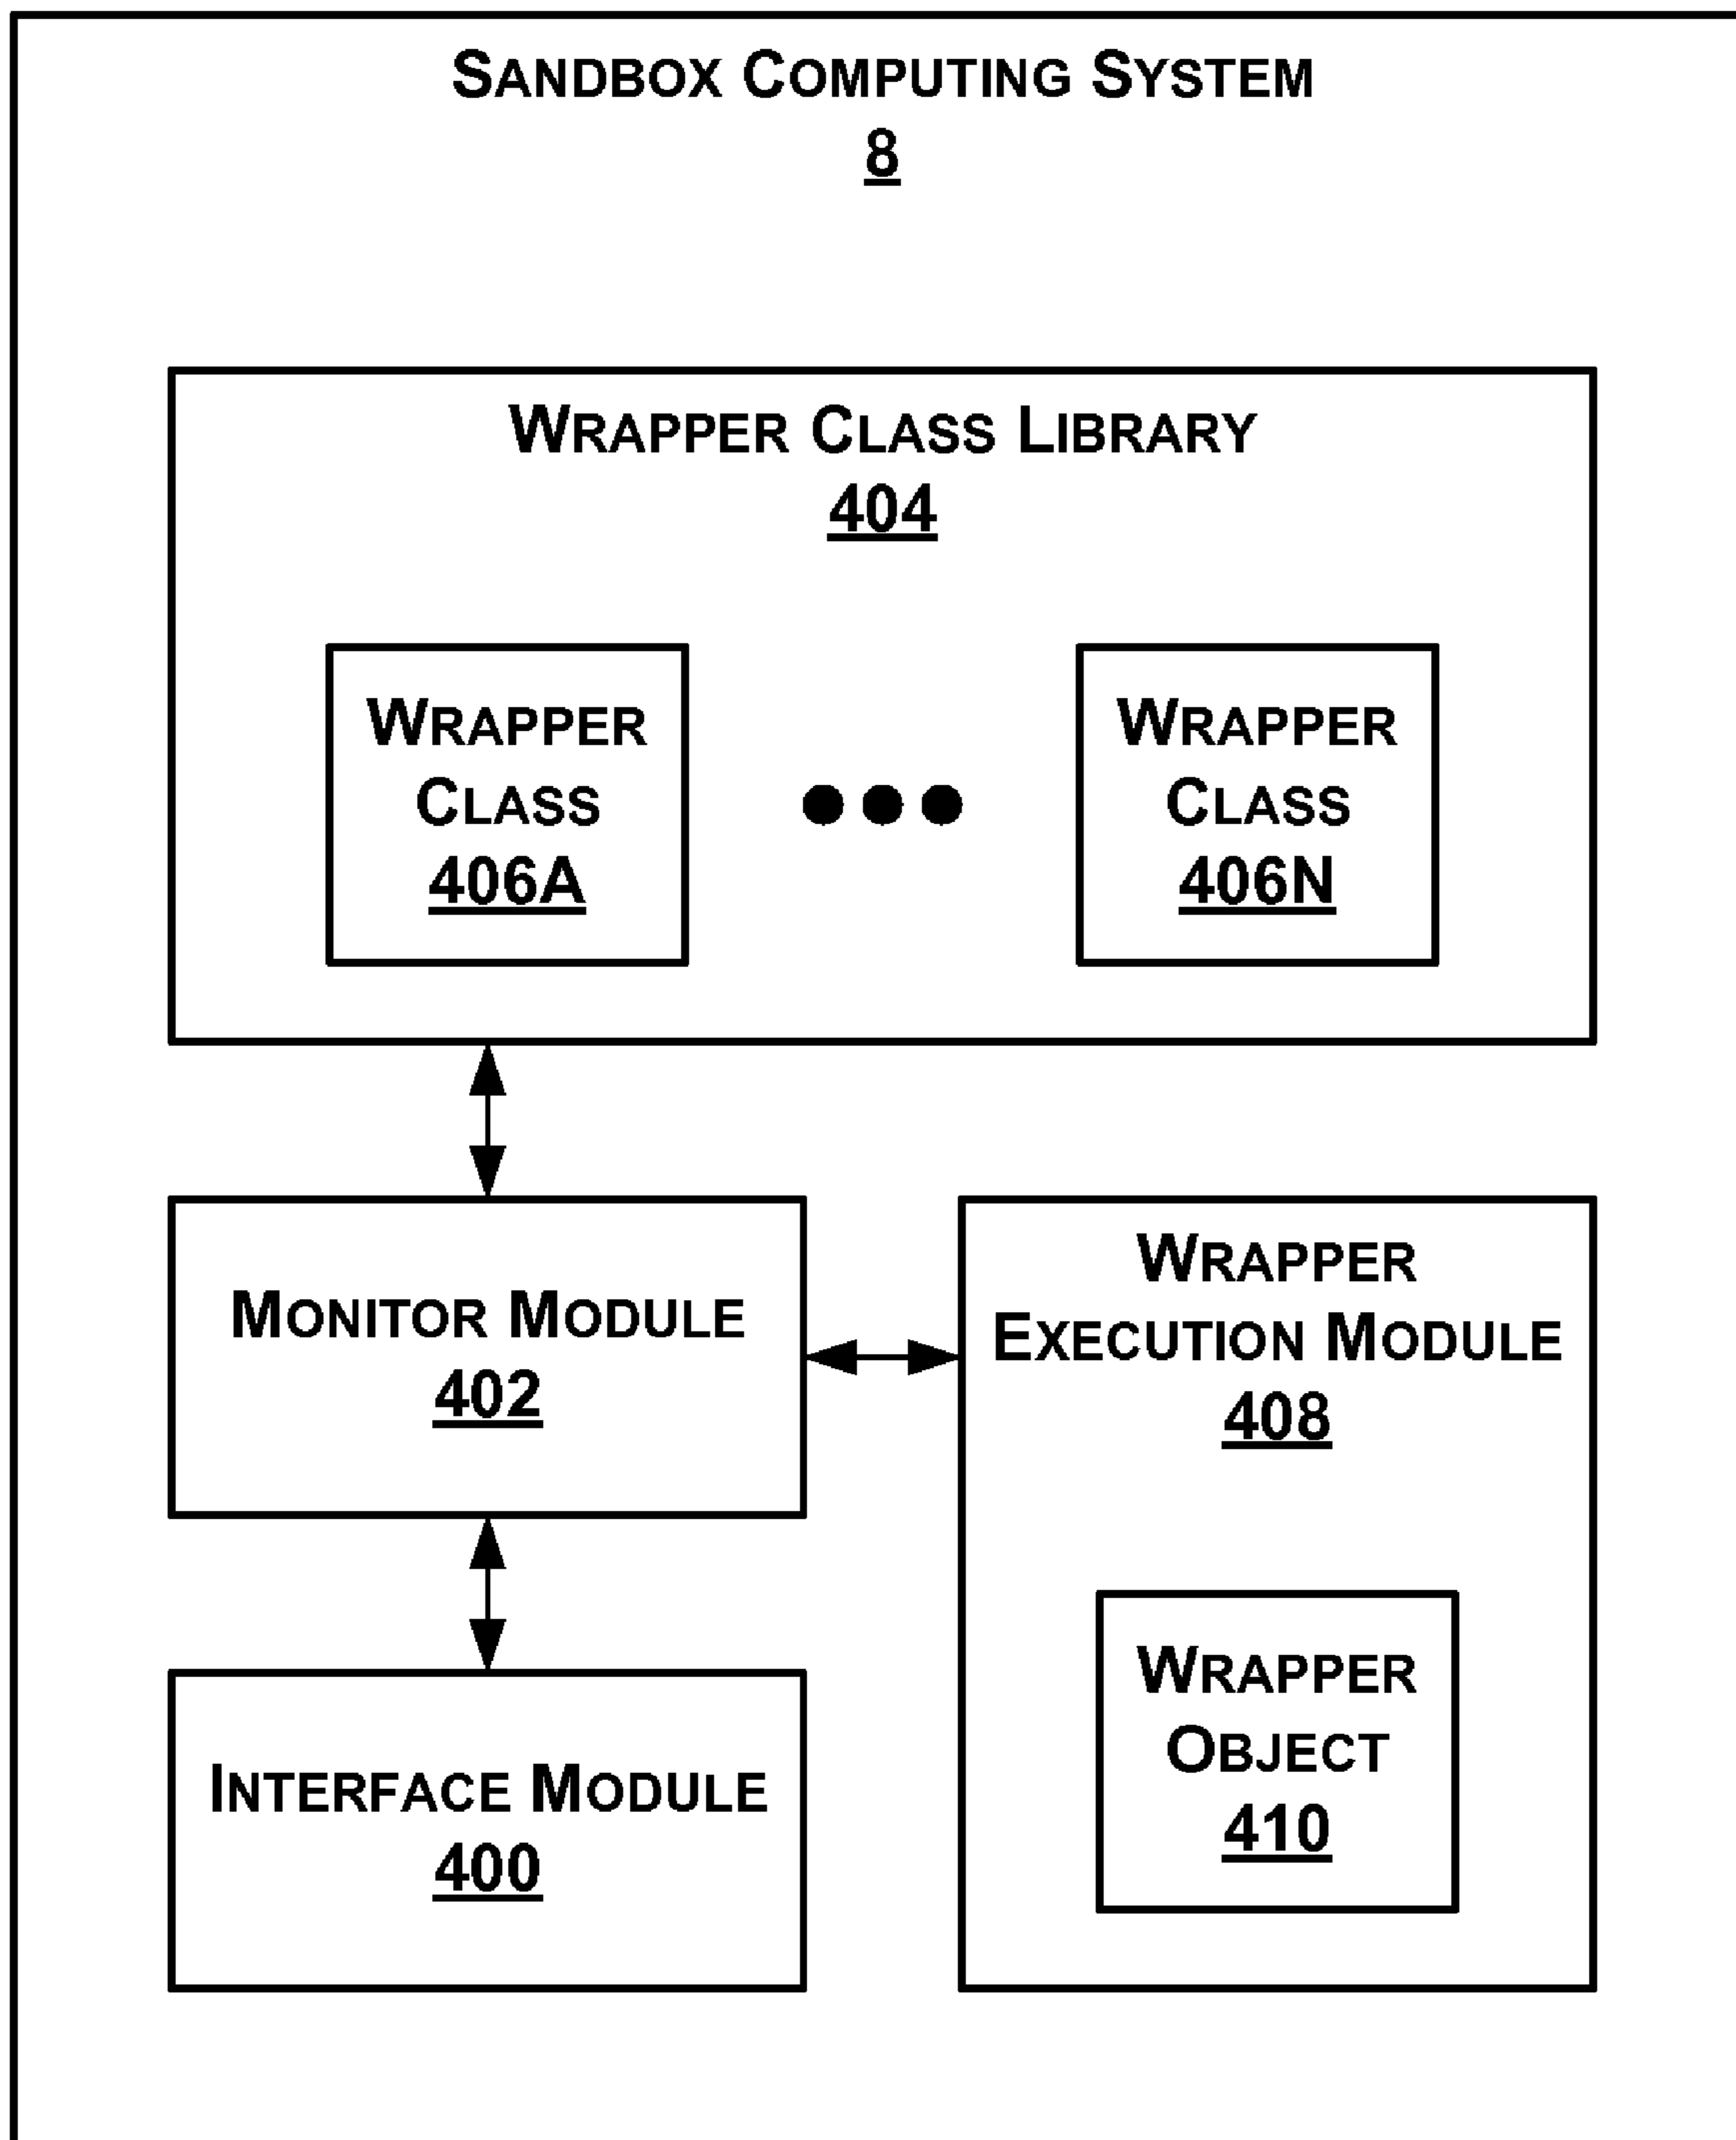 SANDBOX COMPUTING SYSTEM
8
WRAPPER CLASS LIBRARY
404
WRAPPER
CLASS
406A
WRAPPER
CLASS
406N
MONITOR MODULE
402
WRAPPER
EXECUTION MODULE
408
WRAPPER
OBJECT
410
INTERFACE MODULE
400